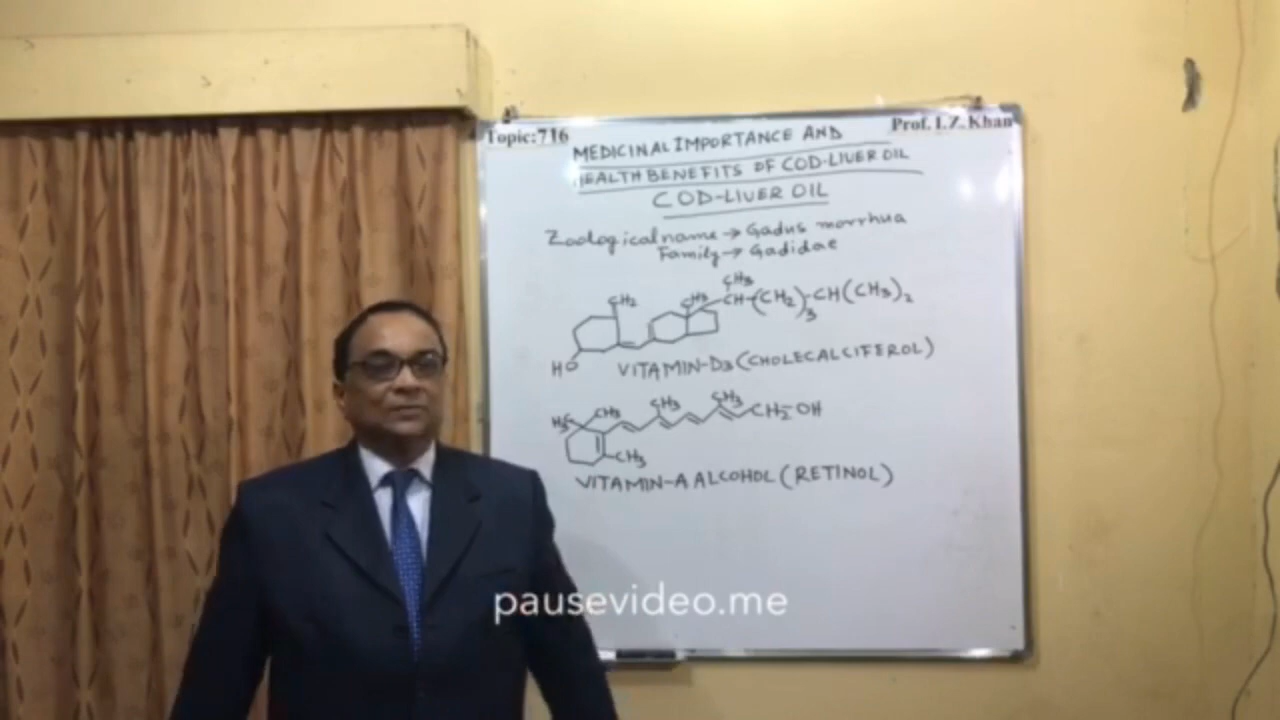 Topic:716
Prof. I.Z. Khan
MEDICINAL IMPORTANCE AND
HEALTH BENEFITS OF COD-LIVER OIL
COD-LIVER OIL
Zoological name → Gadus morrhua
Family → Gadidae
CH3
CH2
CH3
CH-(CH2)3-CH(CH3)2
HO
VITAMIN-D3 (CHOLECALCIFEROL)
H3C
CH3
CH3
CH3
CH2-OH
CH3
VITAMIN-A ALCOHOL (RETINOL)
pausevideo.me